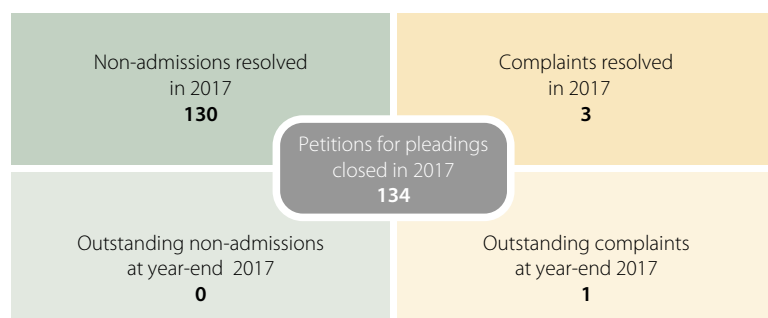 Non-admissions resolved
in 2017
130
Complaints resolved
in 2017
3
Petitions for pleadings
closed in 2017
134
Outstanding non-admissions
at year-end 2017
0
Outstanding complaints
at year-end 2017
1